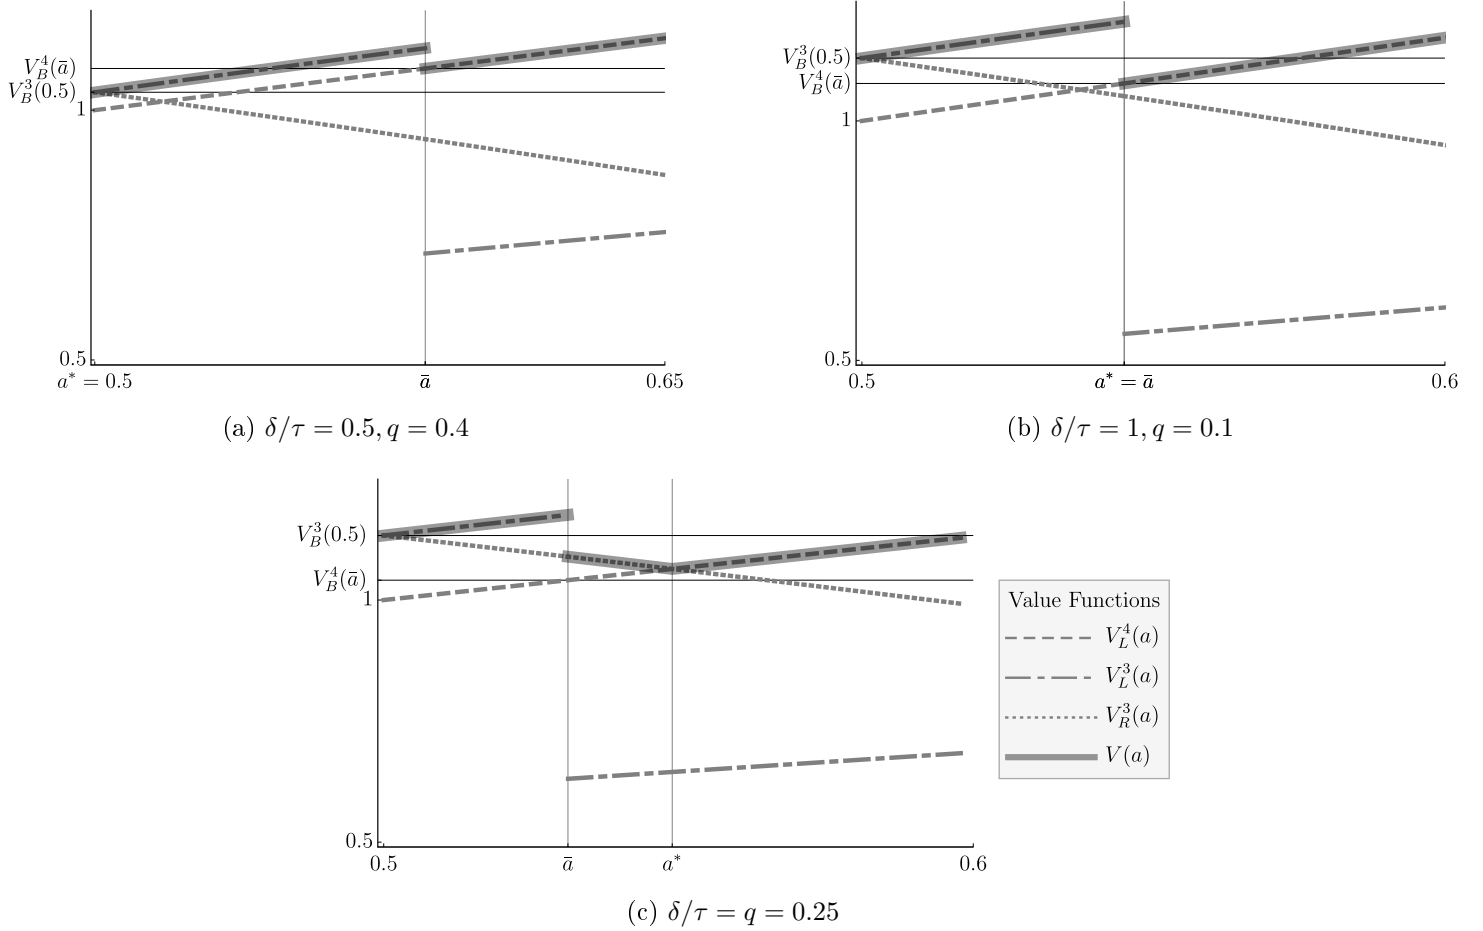 V_B^4(ā)
V_B^3(0.5)
1
0.5
a* = 0.5
ā
0.65
(a) δ/τ = 0.5, q = 0.4
V_B^3(0.5)
V_B^4(ā)
1
0.5
0.5
a* = ā
0.6
(b) δ/τ = 1, q = 0.1
V_B^3(0.5)
V_B^4(ā)
1
0.5
0.5
ā
a*
0.6
Value Functions
V_L^4(a)
V_L^3(a)
V_R^3(a)
V(a)
(c) δ/τ = q = 0.25